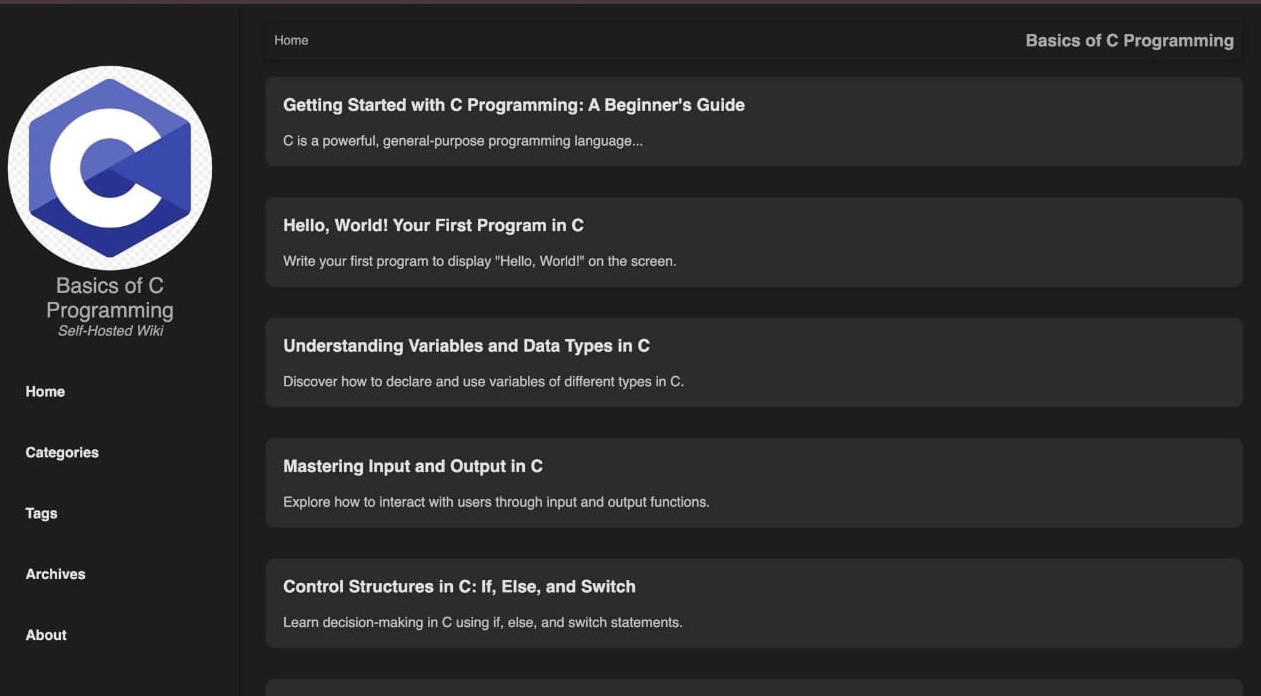 Basics of C
Programming
Self-Hosted Wiki
Home
Categories
Tags
Archives
About
Home
Basics of C Programming
Getting Started with C Programming: A Beginner's Guide
C is a powerful, general-purpose programming language...
Hello, World! Your First Program in C
Write your first program to display "Hello, World!" on the screen.
Understanding Variables and Data Types in C
Discover how to declare and use variables of different types in C.
Mastering Input and Output in C
Explore how to interact with users through input and output functions.
Control Structures in C: If, Else, and Switch
Learn decision-making in C using if, else, and switch statements.